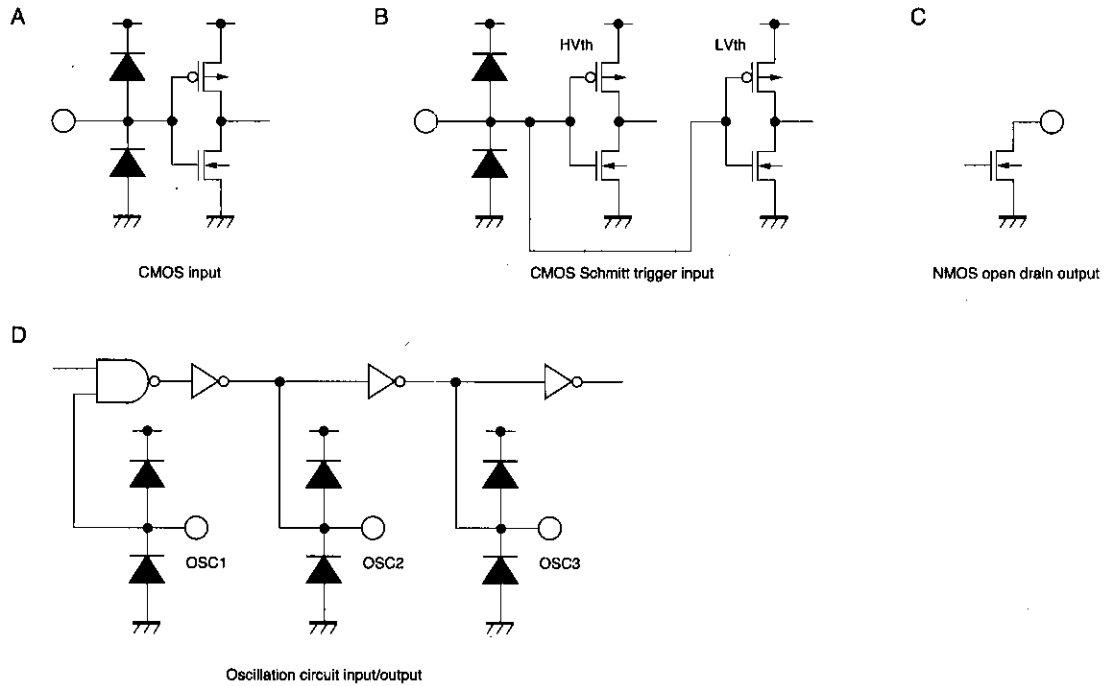 A
B
C
HVth
LVth
CMOS input
CMOS Schmitt trigger input
NMOS open drain output
D
OSC1
OSC2
OSC3
Oscillation circuit input/output